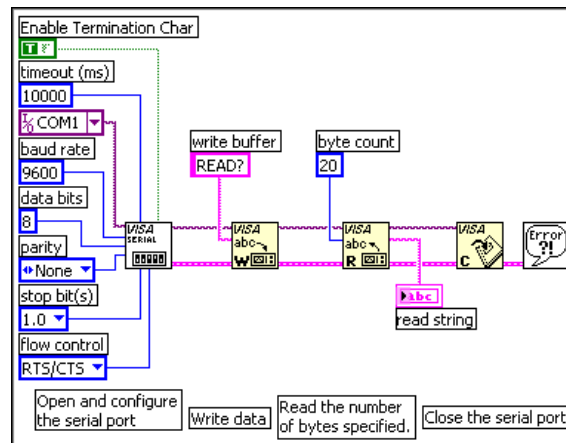 Enable Termination Char
T F
timeout (ms)
10000
I/O COM1
baud rate
9600
data bits
8
parity
None
stop bit(s)
1.0
flow control
RTS/CTS
write buffer
READ?
byte count
20
VISA
SERIAL
VISA
abc
W
VISA
abc
R
VISA
C
Error
?!
abc
read string
Open and configure
the serial port
Write data
Read the number
of bytes specified.
Close the serial port